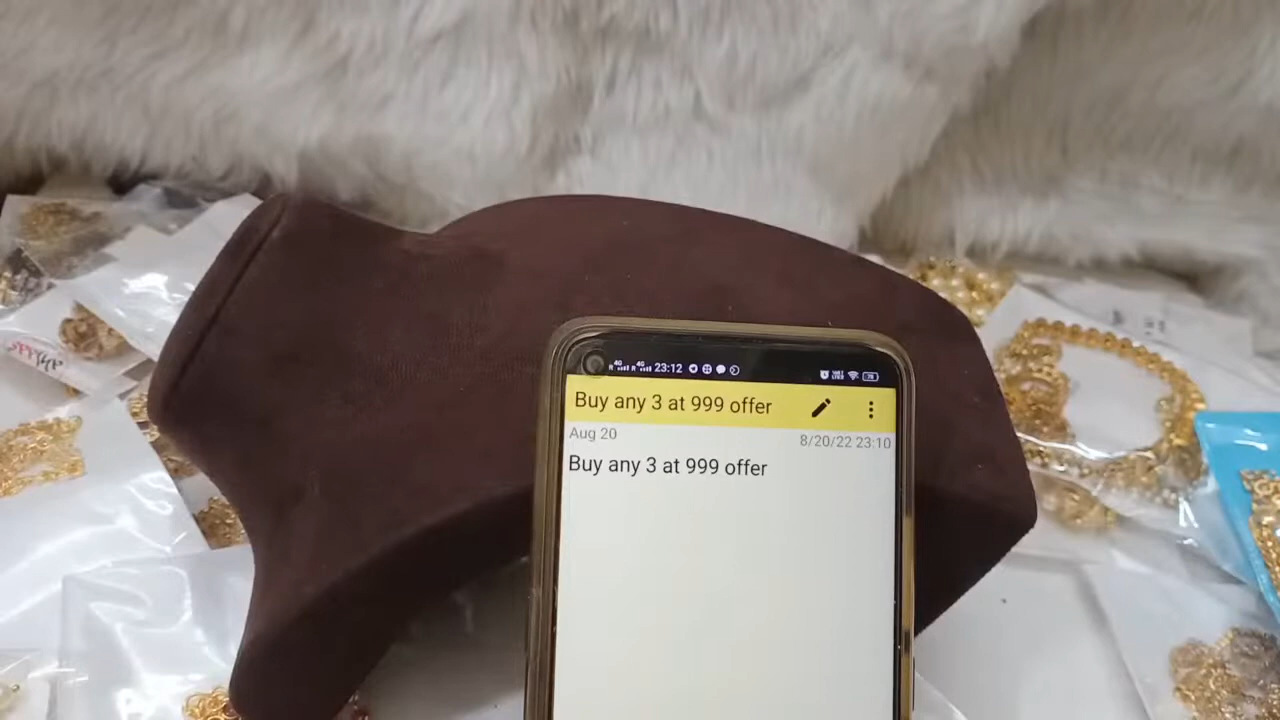 23:12
Buy any 3 at 999 offer
Aug 20
8/20/22 23:10
Buy any 3 at 999 offer